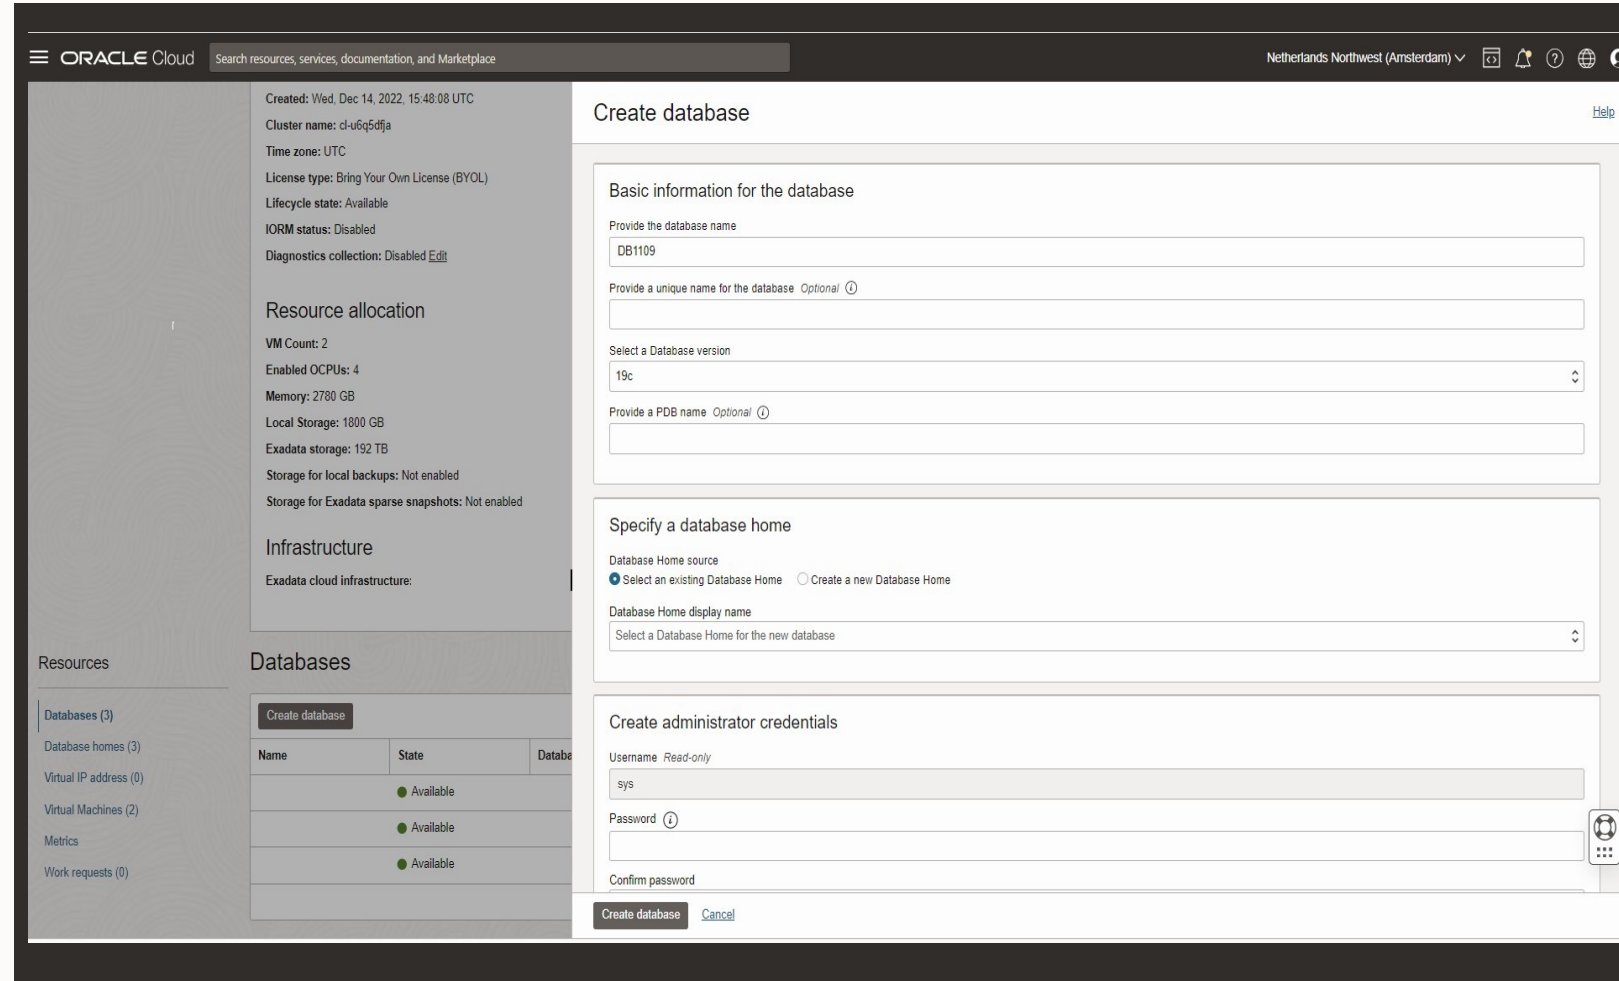 ORACLE Cloud
Search resources, services, documentation, and Marketplace
Netherlands Northwest (Amsterdam)
Created: Wed, Dec 14, 2022, 15:48:08 UTC
Cluster name: cl-u6q5dfja
Time zone: UTC
License type: Bring Your Own License (BYOL)
Lifecycle state: Available
IORM status: Disabled
Diagnostics collection: Disabled Edit
Resource allocation
VM Count: 2
Enabled OCPUs: 4
Memory: 2780 GB
Local Storage: 1800 GB
Exadata storage: 192 TB
Storage for local backups: Not enabled
Storage for Exadata sparse snapshots: Not enabled
Infrastructure
Exadata cloud infrastructure:
Resources
Databases (3)
Database homes (3)
Virtual IP address (0)
Virtual Machines (2)
Metrics
Work requests (0)
Databases
Create database
Name State Databa
Available
Available
Available
Create database
Help
Basic information for the database
Provide the database name
DB1109
Provide a unique name for the database Optional
Select a Database version
19c
Provide a PDB name Optional
Specify a database home
Database Home source
Select an existing Database Home Create a new Database Home
Database Home display name
Select a Database Home for the new database
Create administrator credentials
Username Read-only
sys
Password
Confirm password
Create database Cancel